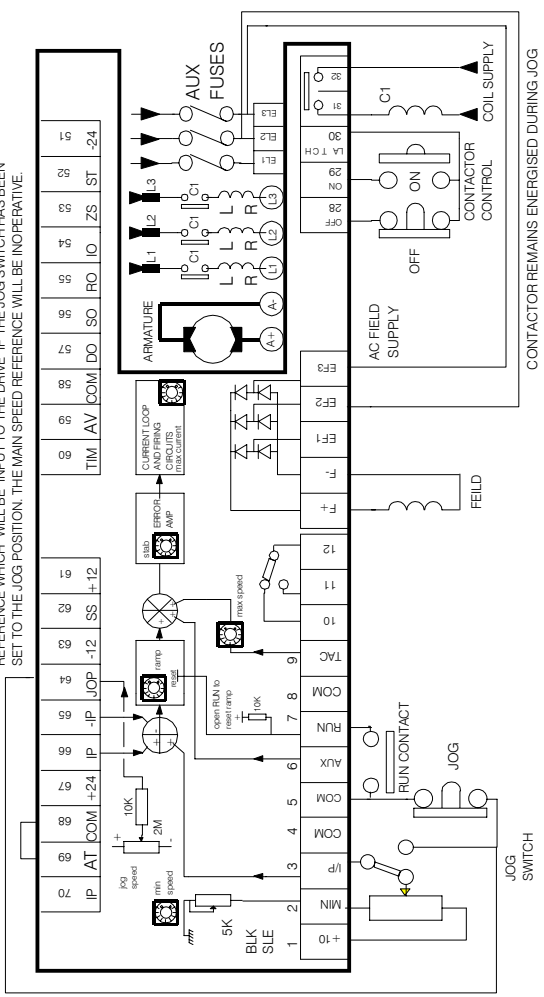 REFERENCE WHICH WILL BE INPUT TO THE DRIVE IF THE JOG SWITCH HAS BEEN
SET TO THE JOG POSITION. THE MAIN SPEED REFERENCE WILL BE INOPERATIVE.
70 69 68 67 66 65 64 63 62 61
IP AT COM +24 IP -IP JOP -12 SS +12
60 59 58 57 56 55 54 53 52 51
TIM AV COM DO SO RO IO ZS ST -24
jog
speed
+
-
10K
2M
min
speed
5K
BLK
SLE
+
-
+
ramp
reset
open RUN to
reset ramp
+
10K
+
+
+
max speed
stab
ERROR
AMP
CURRENT LOOP
AND FIRING
CIRCUITS
max current
ARMATURE
A+
A-
L1
L2
L3
C1
C1
C1
L
R
L
R
L
R
L1
L2
L3
AUX
FUSES
EL1
EL2
EL3
1 2 3 4 5 6 7 8 9 10 11 12
+10 MIN I/P COM COM AUX RUN COM TAC
F+ F- EF1 EF2 EF3
28 29 30 31 32
OFF ON LATCH
JOG
SWITCH
JOG
RUN CONTACT
FEILD
AC FIELD
SUPPLY
OFF
ON
CONTACTOR
CONTROL
C1
COIL SUPPLY
CONTACTOR REMAINS ENERGISED DURING JOG